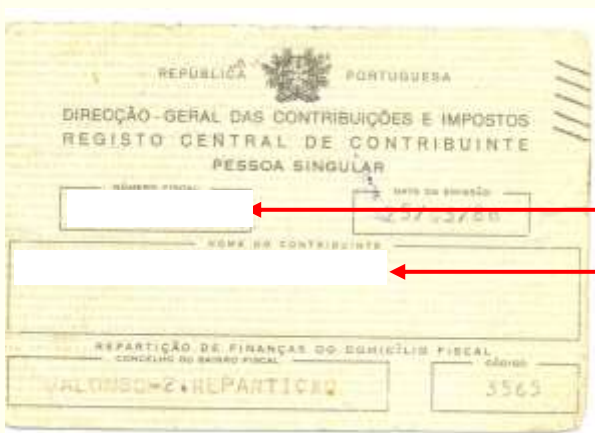 REPÚBLICA PORTUGUESA
DIRECÇÃO-GERAL DAS CONTRIBUIÇÕES E IMPOSTOS
REGISTO CENTRAL DE CONTRIBUINTE
PESSOA SINGULAR
NÚMERO FISCAL DATA DA EMISSÃO
NOME DO CONTRIBUINTE
REPARTIÇÃO DE FINANÇAS DO DOMICÍLIO FISCAL
CONCELHO OU BAIRRO FISCAL CÓDIGO
2.REPARTICAO 3565